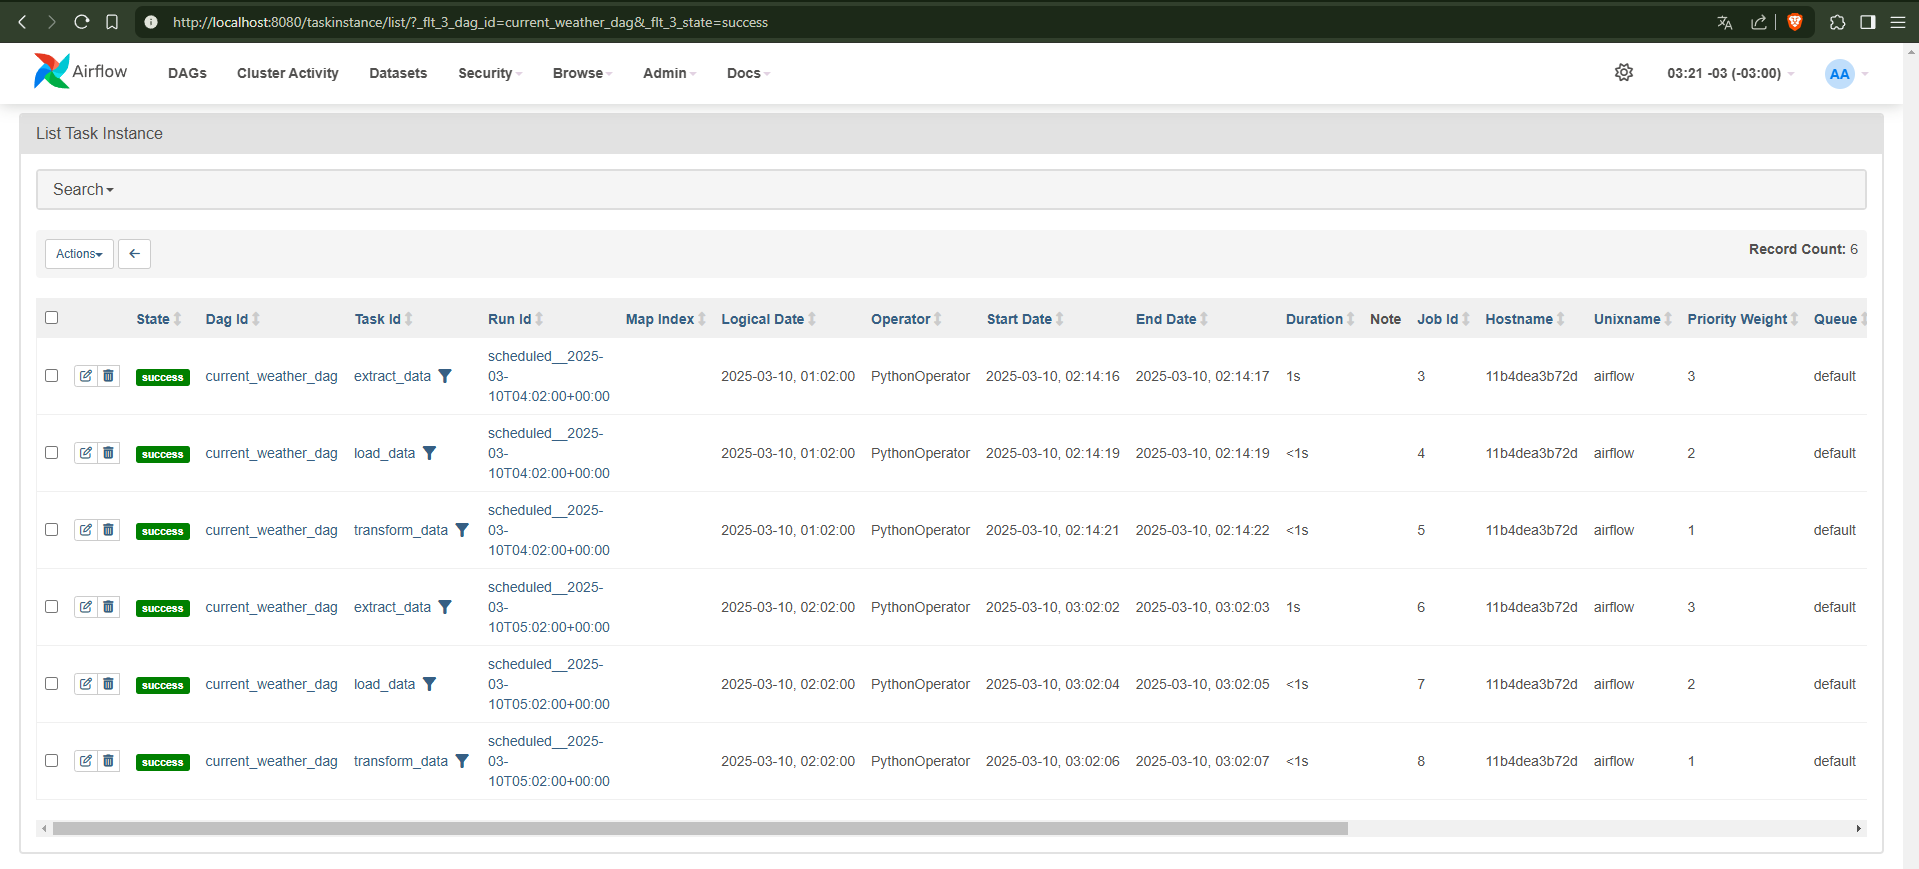 http://localhost:8080/taskinstance/list/?_flt_3_dag_id=current_weather_dag&_flt_3_state=success
Airflow DAGs Cluster Activity Datasets Security Browse Admin Docs 03:21 -03 (-03:00) AA
List Task Instance
Search
Actions Record Count: 6
State Dag Id Task Id Run Id Map Index Logical Date Operator Start Date End Date Duration Note Job Id Hostname Unixname Priority Weight Queue
scheduled__2025-
success current_weather_dag extract_data 03- 2025-03-10, 01:02:00 PythonOperator 2025-03-10, 02:14:16 2025-03-10, 02:14:17 1s 3 11b4dea3b72d airflow 3 default
10T04:02:00+00:00
scheduled__2025-
success current_weather_dag load_data 03- 2025-03-10, 01:02:00 PythonOperator 2025-03-10, 02:14:19 2025-03-10, 02:14:19 <1s 4 11b4dea3b72d airflow 2 default
10T04:02:00+00:00
scheduled__2025-
success current_weather_dag transform_data 03- 2025-03-10, 01:02:00 PythonOperator 2025-03-10, 02:14:21 2025-03-10, 02:14:22 <1s 5 11b4dea3b72d airflow 1 default
10T04:02:00+00:00
scheduled__2025-
success current_weather_dag extract_data 03- 2025-03-10, 02:02:00 PythonOperator 2025-03-10, 03:02:02 2025-03-10, 03:02:03 1s 6 11b4dea3b72d airflow 3 default
10T05:02:00+00:00
scheduled__2025-
success current_weather_dag load_data 03- 2025-03-10, 02:02:00 PythonOperator 2025-03-10, 03:02:04 2025-03-10, 03:02:05 <1s 7 11b4dea3b72d airflow 2 default
10T05:02:00+00:00
scheduled__2025-
success current_weather_dag transform_data 03- 2025-03-10, 02:02:00 PythonOperator 2025-03-10, 03:02:06 2025-03-10, 03:02:07 <1s 8 11b4dea3b72d airflow 1 default
10T05:02:00+00:00